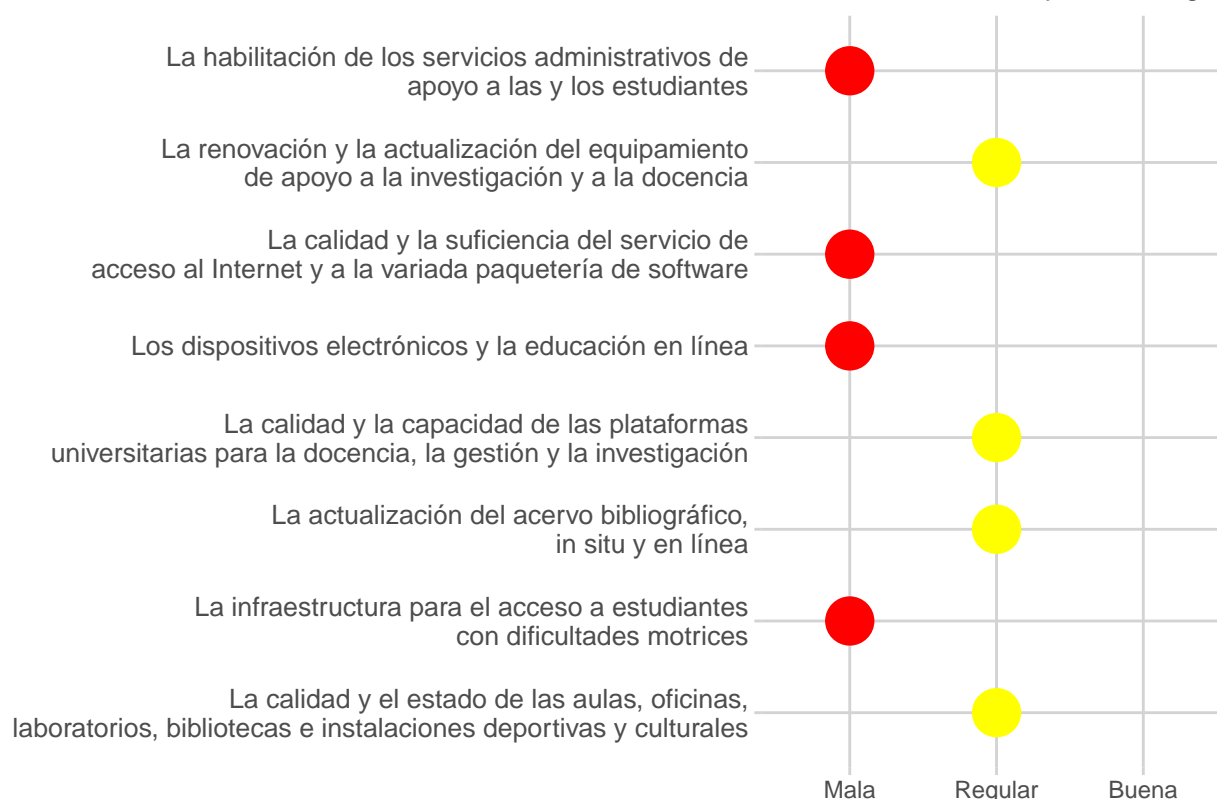 La habilitación de los servicios administrativos de
apoyo a las y los estudiantes
La renovación y la actualización del equipamiento
de apoyo a la investigación y a la docencia
La calidad y la suficiencia del servicio de
acceso al Internet y a la variada paquetería de software
Los dispositivos electrónicos y la educación en línea
La calidad y la capacidad de las plataformas
universitarias para la docencia, la gestión y la investigación
La actualización del acervo bibliográfico,
in situ y en línea
La infraestructura para el acceso a estudiantes
con dificultades motrices
La calidad y el estado de las aulas, oficinas,
laboratorios, bibliotecas e instalaciones deportivas y culturales
Mala Regular Buena